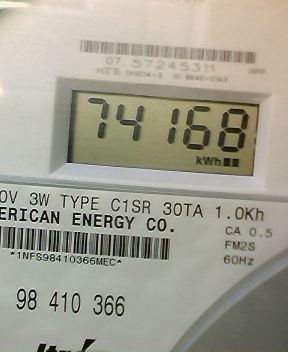 07 57245311
74168
kWh
0V 3W TYPE C1SR 30TA 1.0Kh
ERICAN ENERGY CO.
CA 0.5
FM2S
60Hz
*1NFS98410366MEC*
98 410 366